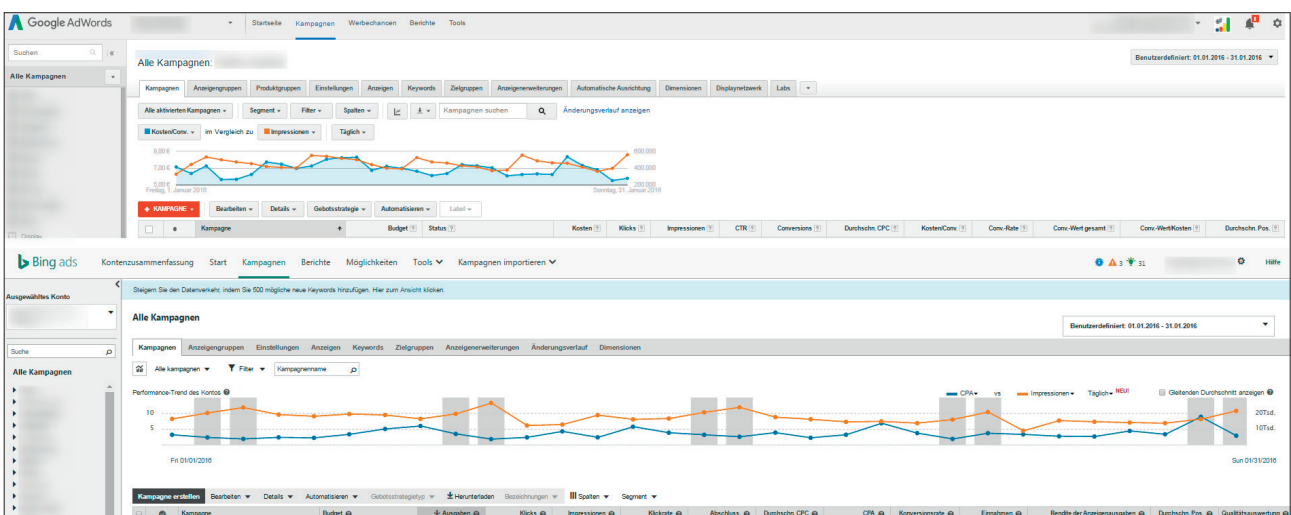 Google AdWords Startseite Kampagnen Werbechancen Berichte Tools
Suchen
Alle Kampagnen: Benutzerdefiniert: 01.01.2016 - 31.01.2016
Alle Kampagnen
Kampagnen Anzeigengruppen Produktgruppen Einstellungen Anzeigen Keywords Zielgruppen Anzeigenerweiterungen Automatische Ausrichtung Dimensionen Displaynetzwerk Labs
Alle aktivierten Kampagnen Segment Filter Spalten Kampagnen suchen Änderungsverlauf anzeigen
Kosten/Conv. im Vergleich zu Impressionen Täglich
9,00 € 600.000
7,00 € 400.000
5,00 € 200.000
Freitag, 1. Januar 2016 Sonntag, 31. Januar 2016
+ KAMPAGNE Bearbeiten Details Gebotsstrategie Automatisieren Label
Kampagne Budget ? Status ? Kosten ? Klicks ? Impressionen ? CTR ? Conversions ? Durchschn. CPC ? Kosten/Conv. ? Conv.-Rate ? Conv.-Wert gesamt ? Conv.-Wert/Kosten ? Durchschn. Pos. ?
Display
Bing ads Kontenzusammenfassung Start Kampagnen Berichte Möglichkeiten Tools Kampagnen importieren 3 31 Hilfe
Steigern Sie den Datenverkehr, indem Sie 500 mögliche neue Keywords hinzufügen. Hier zum Ansicht klicken.
Ausgewähltes Konto
Alle Kampagnen
Benutzerdefiniert: 01.01.2016 - 31.01.2016
Kampagnen Anzeigengruppen Einstellungen Anzeigen Keywords Zielgruppen Anzeigenerweiterungen Änderungsverlauf Dimensionen
Suche
Alle kampagnen Filter Kampagnenname
Alle Kampagnen
Performance-Trend des Kontos CPA vs Impressionen Täglich NEU! Gleitenden Durchschnitt anzeigen
10 20Tsd.
5 10Tsd.
Fri 01/01/2016 Sun 01/31/2016
Kampagne erstellen Bearbeiten Details Automatisieren Gebotsstrategietyp Herunterladen Bezeichnungen Spalten Segment
Kampagne Budget Ausgaben Klicks Impressionen Klickrate Abschluss Durchschn. CPC CPA Konversionsrate Einnahmen Rendite der Anzeigenausgaben Durchschn. Pos. Qualitätsauswertung